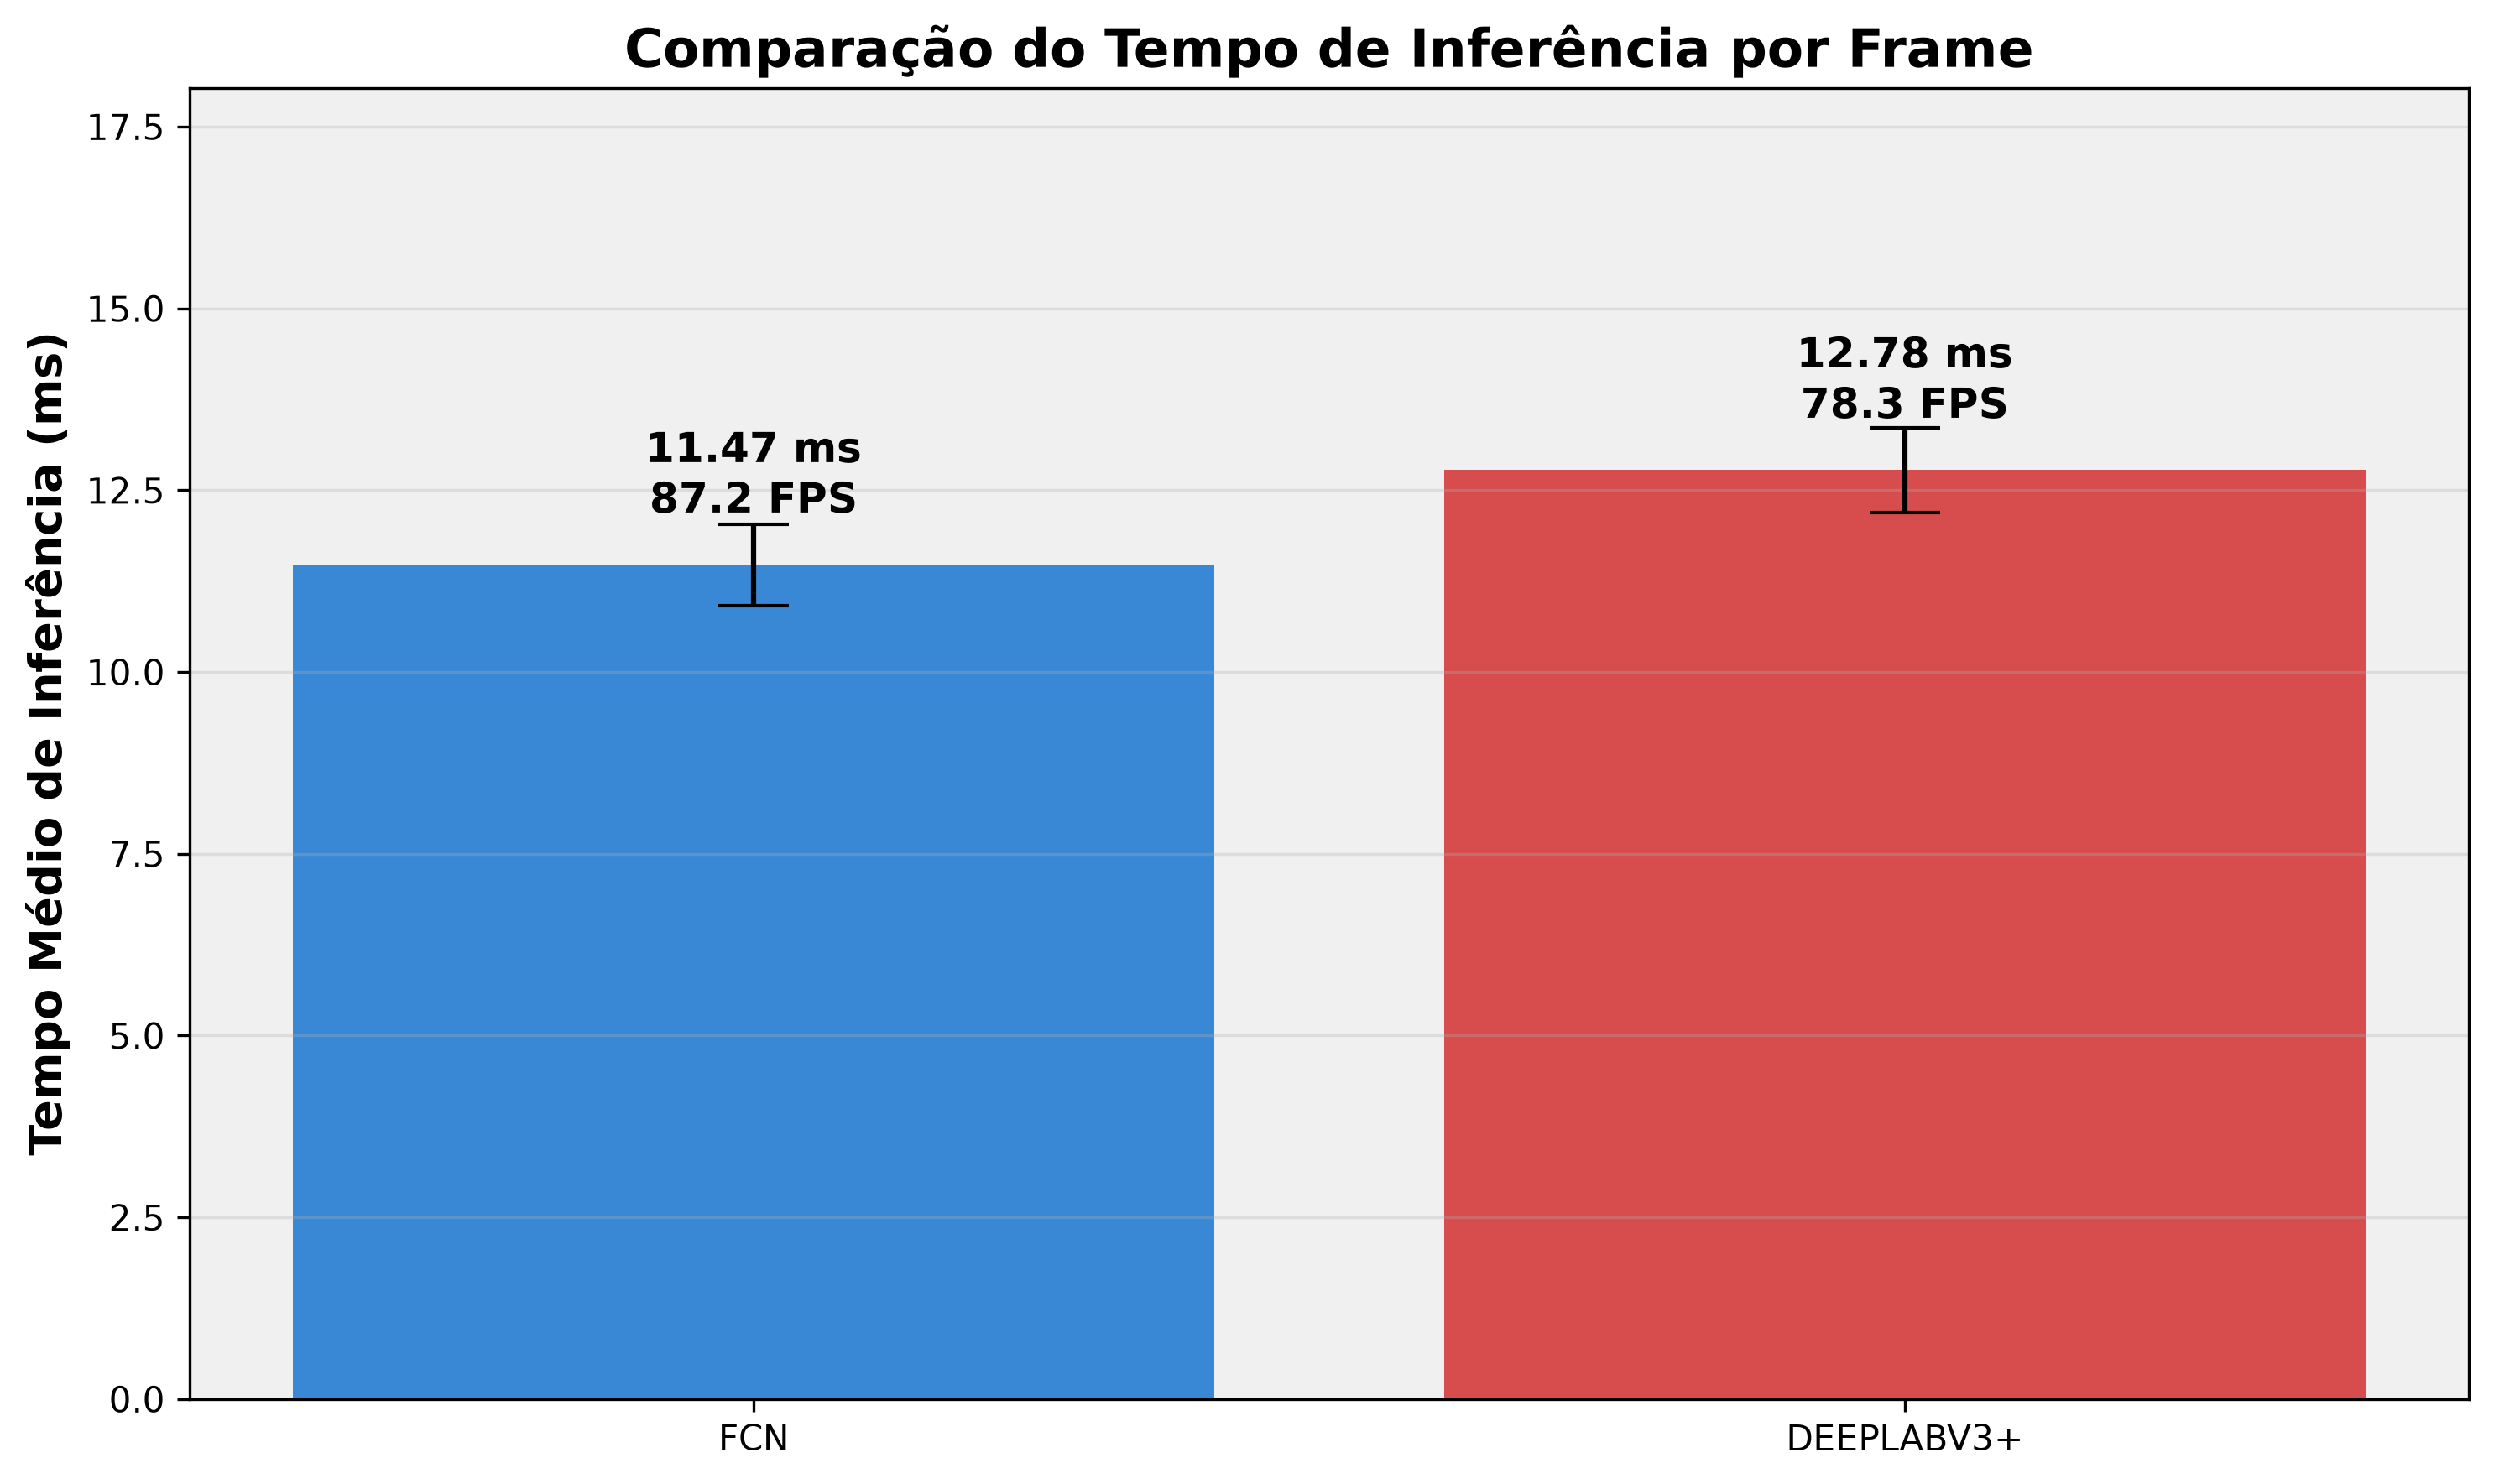 Comparação do Tempo de Inferência por Frame
Tempo Médio de Inferência (ms)
17.5
15.0
12.5
10.0
7.5
5.0
2.5
0.0
11.47 ms
87.2 FPS
12.78 ms
78.3 FPS
FCN
DEEPLABV3+